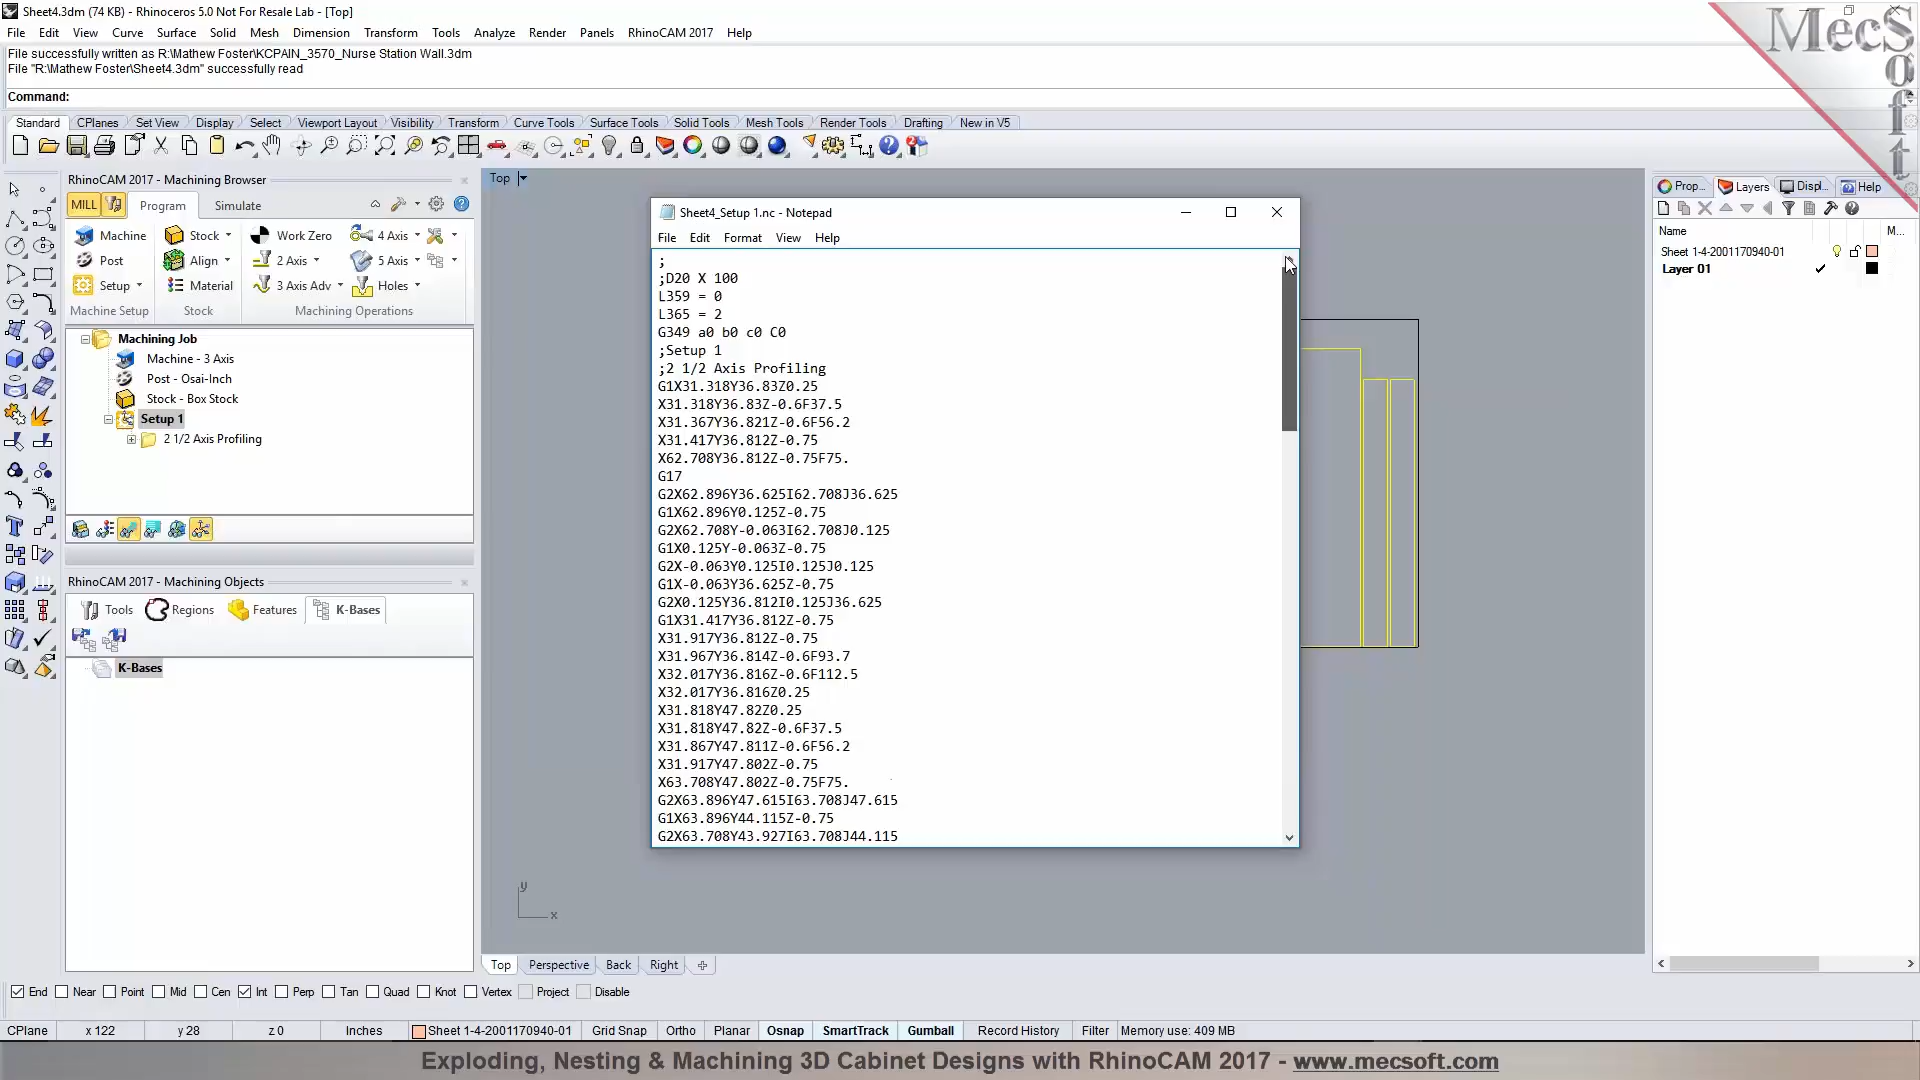 Sheet4.3dm (74 KB) - Rhinoceros 5.0 Not For Resale Lab - [Top]
File Edit View Curve Surface Solid Mesh Dimension Transform Tools Analyze Render Panels RhinoCAM 2017 Help
File successfully written as R:\Mathew Foster\KCPAIN_3570_Nurse Station Wall.3dm
File "R:\Mathew Foster\Sheet4.3dm" successfully read
Command:
MecSoft
Standard CPlanes Set View Display Select Viewport Layout Visibility Transform Curve Tools Surface Tools Solid Tools Mesh Tools Render Tools Drafting New in V5
RhinoCAM 2017 - Machining Browser
MILL Program Simulate
Machine Stock Work Zero 4 Axis
Post Align 2 Axis 5 Axis
Setup Material 3 Axis Adv Holes
Machine Setup Stock Machining Operations
Machining Job
Machine - 3 Axis
Post - Osai-Inch
Stock - Box Stock
Setup 1
2 1/2 Axis Profiling
RhinoCAM 2017 - Machining Objects
Tools Regions Features K-Bases
K-Bases
Top
Sheet4_Setup 1.nc - Notepad
File Edit Format View Help
;
;D20 X 100
L359 = 0
L365 = 2
G349 a0 b0 c0 C0
;Setup 1
;2 1/2 Axis Profiling
G1X31.318Y36.83Z0.25
X31.318Y36.83Z-0.6F37.5
X31.367Y36.821Z-0.6F56.2
X31.417Y36.812Z-0.75
X62.708Y36.812Z-0.75F75.
G17
G2X62.896Y36.625I62.708J36.625
G1X62.896Y0.125Z-0.75
G2X62.708Y-0.063I62.708J0.125
G1X0.125Y-0.063Z-0.75
G2X-0.063Y0.125I0.125J0.125
G1X-0.063Y36.625Z-0.75
G2X0.125Y36.812I0.125J36.625
G1X31.417Y36.812Z-0.75
X31.917Y36.812Z-0.75
X31.967Y36.814Z-0.6F93.7
X32.017Y36.816Z-0.6F112.5
X32.017Y36.816Z0.25
X31.818Y47.82Z0.25
X31.818Y47.82Z-0.6F37.5
X31.867Y47.811Z-0.6F56.2
X31.917Y47.802Z-0.75
X63.708Y47.802Z-0.75F75.
G2X63.896Y47.615I63.708J47.615
G1X63.896Y44.115Z-0.75
G2X63.708Y43.927I63.708J44.115
y
x
Prop... Layers Displ... Help
Name M...
Sheet 1-4-2001170940-01
Layer 01
Top Perspective Back Right
End Near Point Mid Cen Int Perp Tan Quad Knot Vertex Project Disable
CPlane x 122 y 28 z 0 Inches Sheet 1-4-2001170940-01 Grid Snap Ortho Planar Osnap SmartTrack Gumball Record History Filter Memory use: 409 MB
Exploding, Nesting & Machining 3D Cabinet Designs with RhinoCAM 2017 - www.mecsoft.com